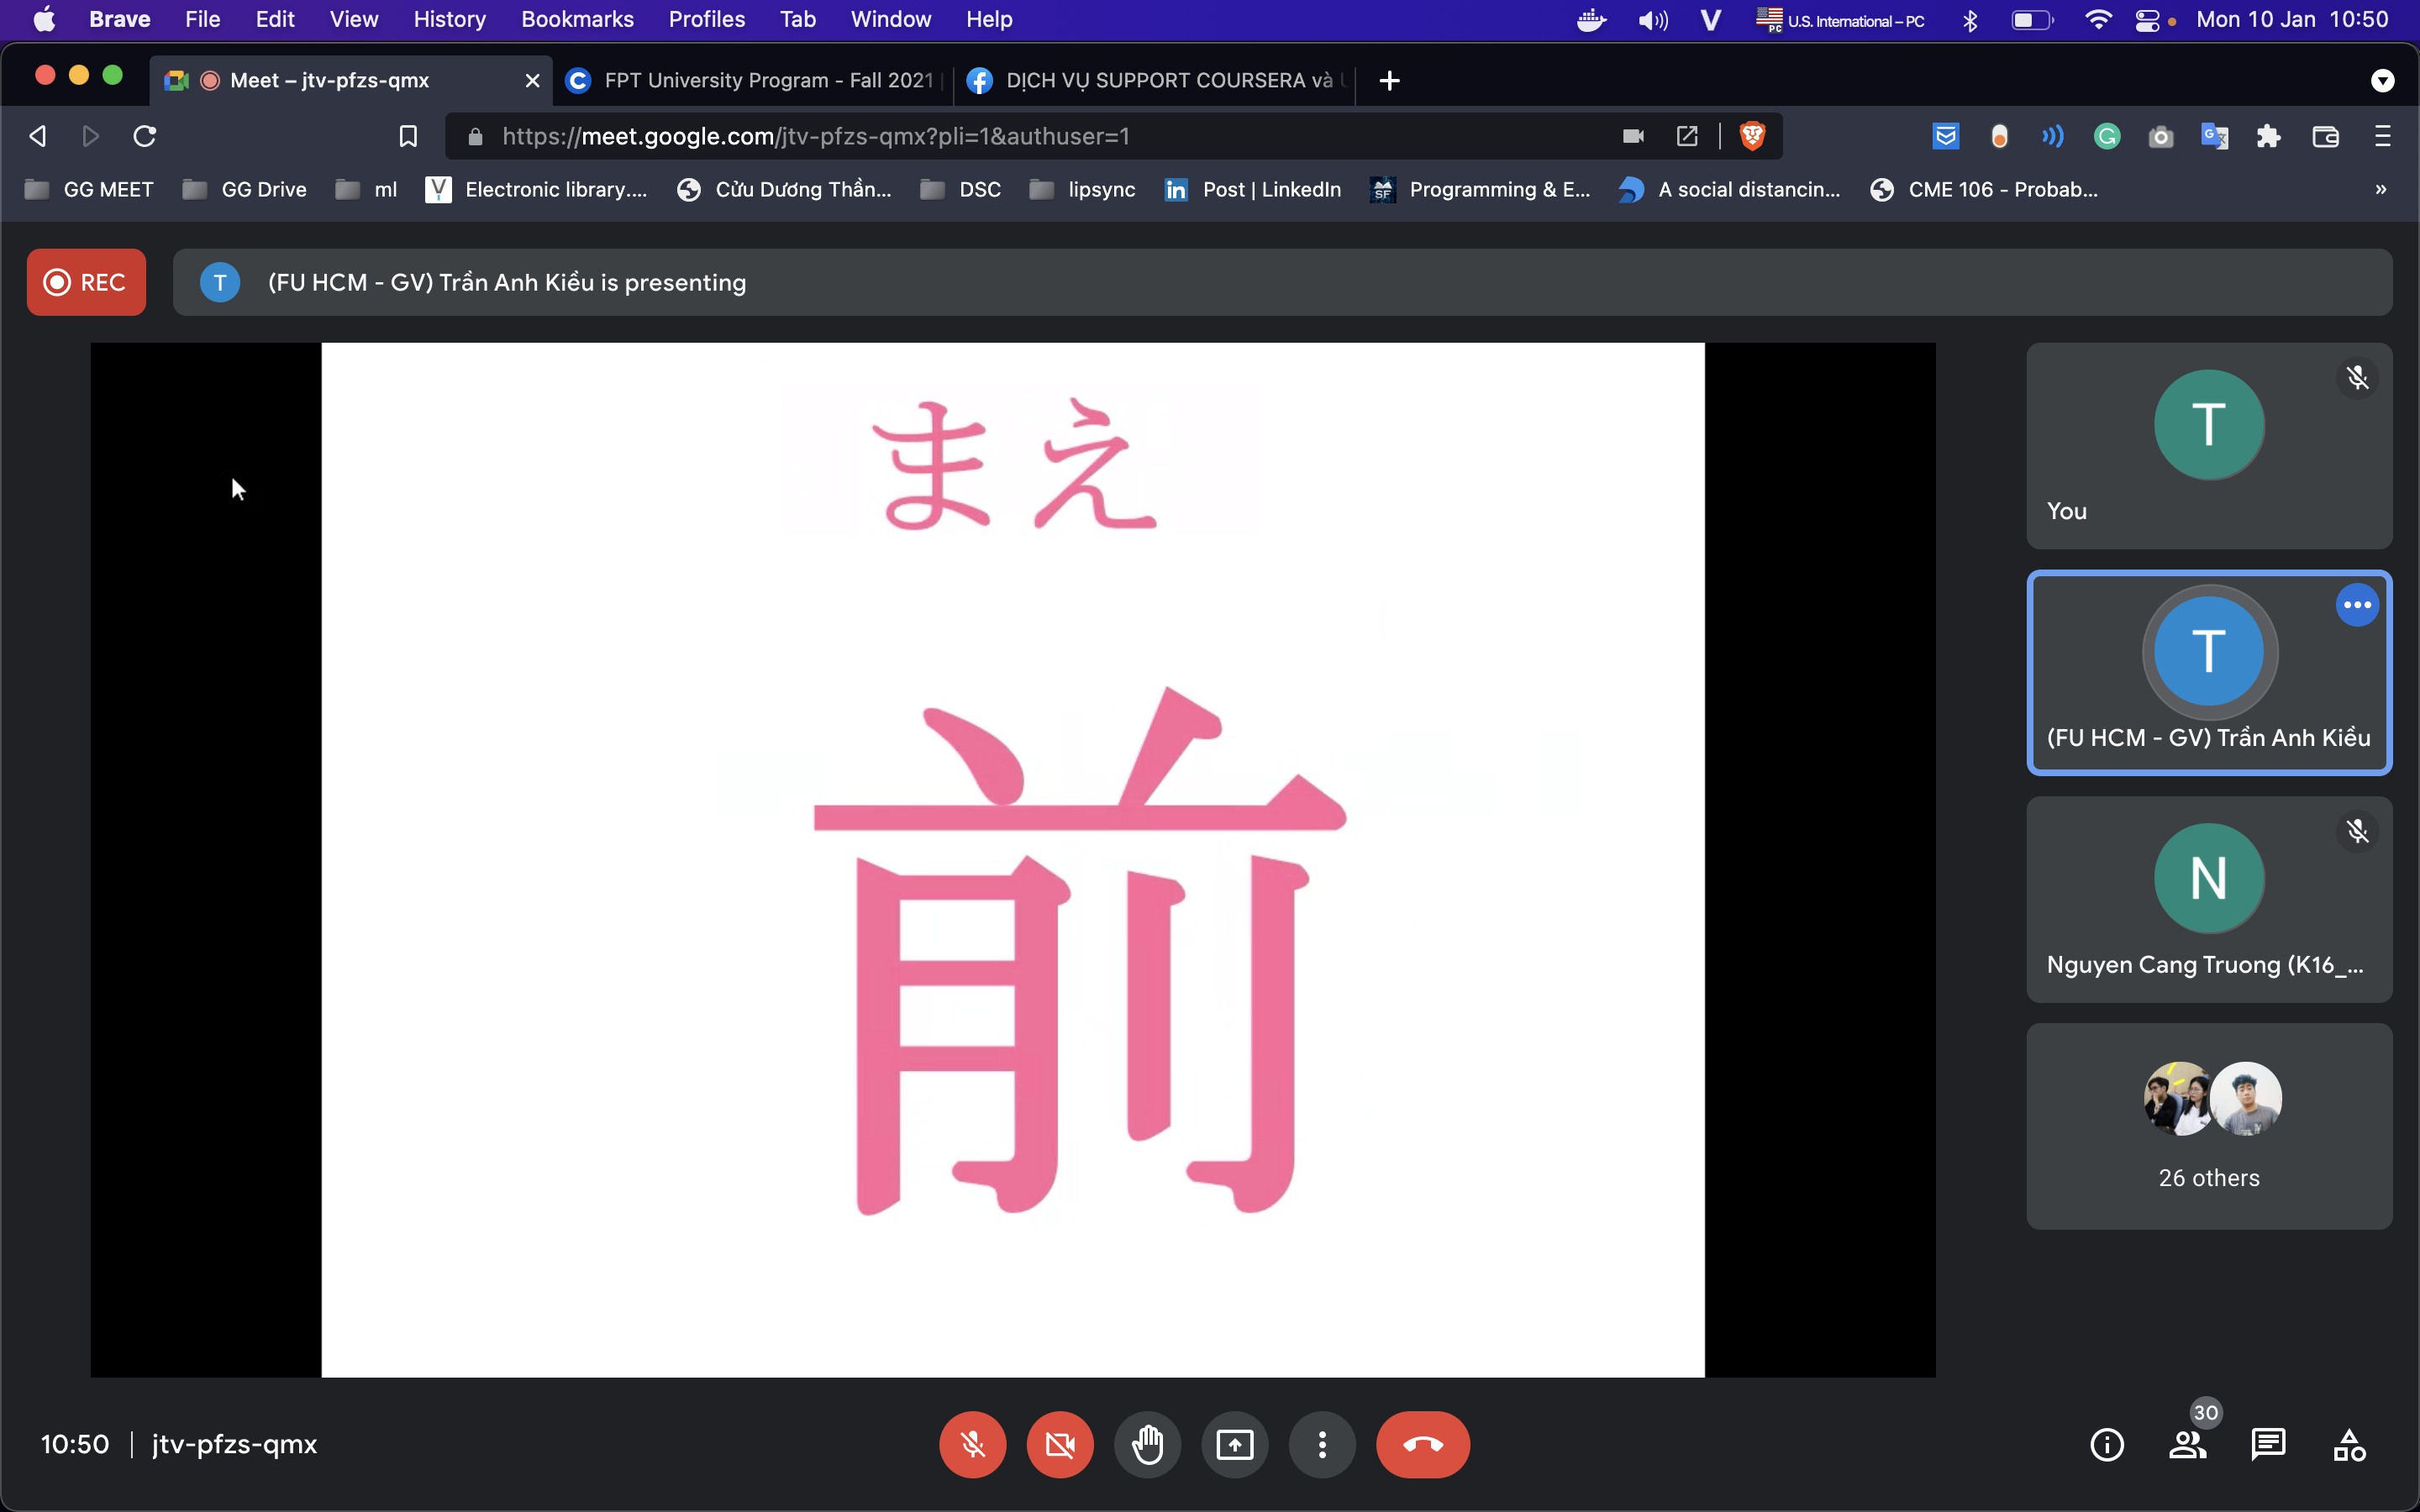 Brave File Edit View History Bookmarks Profiles Tab Window Help PC U.S. International – PC Mon 10 Jan 10:50
Meet – jtv-pfzs-qmx FPT University Program - Fall 2021 DỊCH VỤ SUPPORT COURSERA và
https://meet.google.com/jtv-pfzs-qmx?pli=1&authuser=1
GG MEET GG Drive ml Electronic library.... Cửu Dương Thần... DSC lipsync Post | LinkedIn Programming & E... A social distancin... CME 106 - Probab... »
REC T (FU HCM - GV) Trần Anh Kiều is presenting
まえ
前
T
You
T
(FU HCM - GV) Trần Anh Kiều
N
Nguyen Cang Truong (K16_...
26 others
10:50 | jtv-pfzs-qmx
30